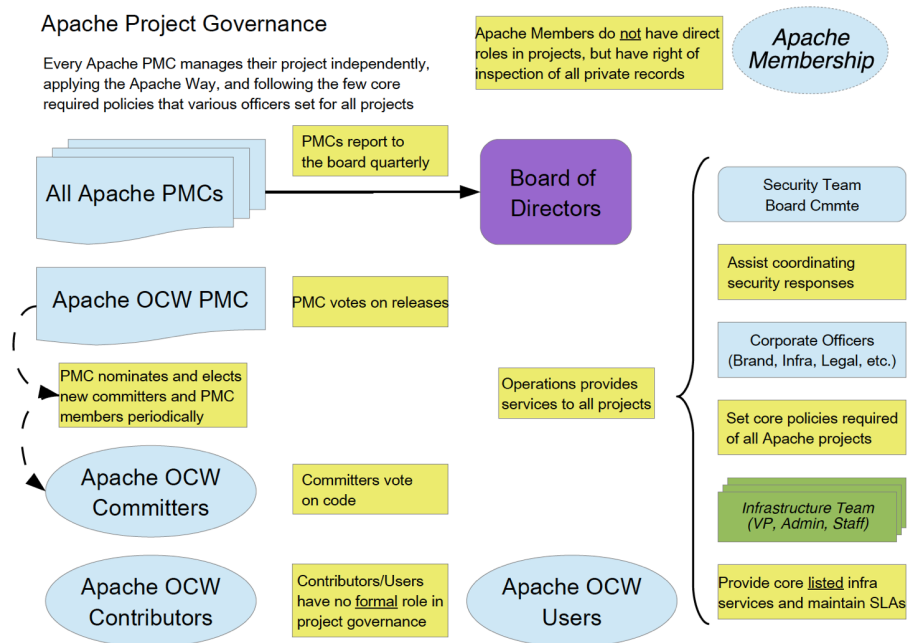 Apache Project Governance
Every Apache PMC manages their project independently,
applying the Apache Way, and following the few core
required policies that various officers set for all projects
Apache Members do not have direct
roles in projects, but have right of
inspection of all private records
Apache
Membership
All Apache PMCs
PMCs report to
the board quarterly
Board of
Directors
Security Team
Board Cmmte
Assist coordinating
security responses
Apache OCW PMC
PMC votes on releases
Corporate Officers
(Brand, Infra, Legal, etc.)
PMC nominates and elects
new committers and PMC
members periodically
Operations provides
services to all projects
Set core policies required
of all Apache projects
Apache OCW
Committers
Committers vote
on code
Infrastructure Team
(VP, Admin, Staff)
Apache OCW
Contributors
Contributors/Users
have no formal role in
project governance
Apache OCW
Users
Provide core listed infra
services and maintain SLAs